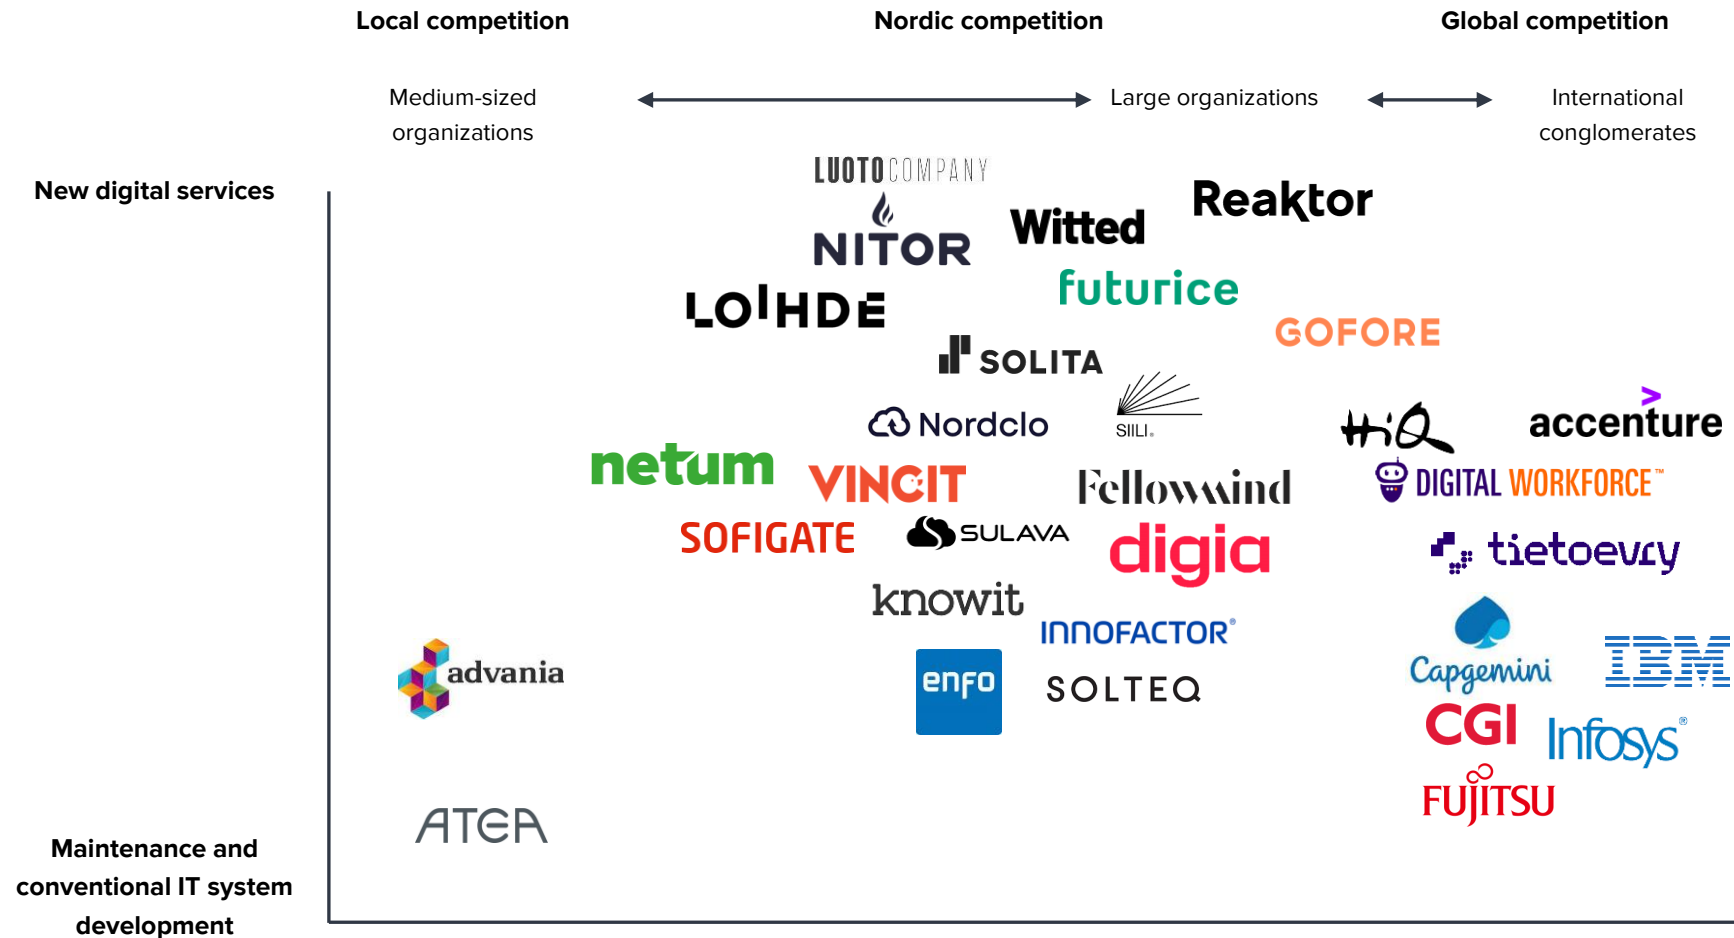 Local competition
Nordic competition
Global competition
Medium-sized
organizations
Large organizations
International
conglomerates
New digital services
LUOTO COMPANY
NITOR
Witted
Reaktor
futurice
LOIHDE
GOFORE
SOLITA
SIILI®
Nordclo
HiQ
accenture
netum
VINCIT
Fellowmind
DIGITAL WORKFORCE™
SOFIGATE
SULAVA
digia
tietoevry
knowit
INNOFACTOR®
advania
enfo
SOLTEQ
Capgemini
IBM
CGI
Infosys®
ATEA
FUJITSU
Maintenance and
conventional IT system
development